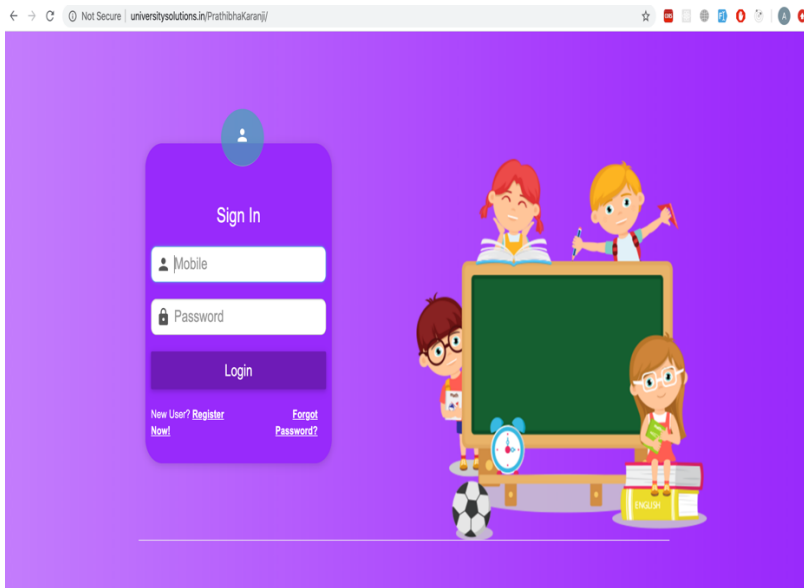 Not Secure | universitysolutions.in/PrathibhaKaranji/
Sign In
Mobile
Password
Login
New User? Register Now!
Forgot Password?
ENGLISH